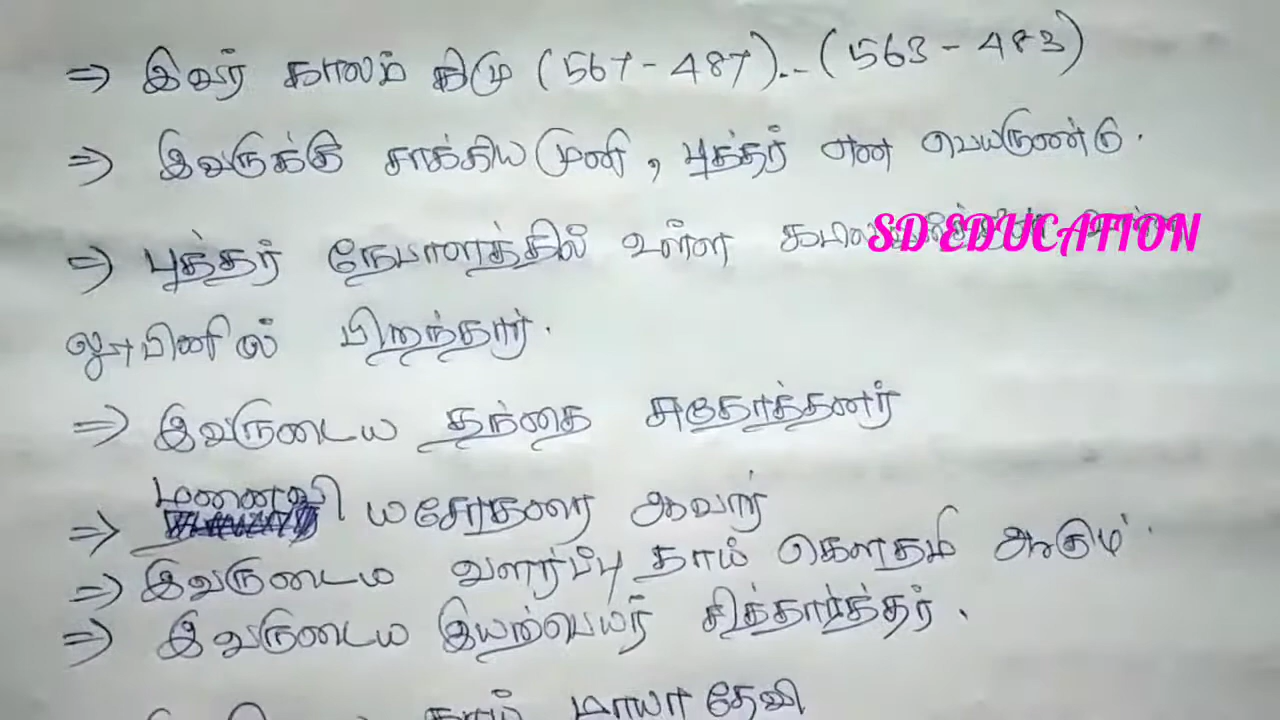 => இவர் காலம் கிமு (567 - 487)..(563 - 483)
=> இவருக்கு சாக்கிய முனி, புத்தர் என பெயருண்டு.
=> புத்தர் நேபாளத்தில் உள்ள
SD EDUCATION
லும்பினில் பிறந்தார்.
=> இவருடைய தந்தை சுதோத்தனர்
=> மனைவி யசோதரை ஆவார்
=> இவருடைய வளர்ப்பு தாய் கௌதமி ஆகும்.
=> இவருடைய இயற்பெயர் சித்தார்த்தர்.
தாய் மாயாதேவி